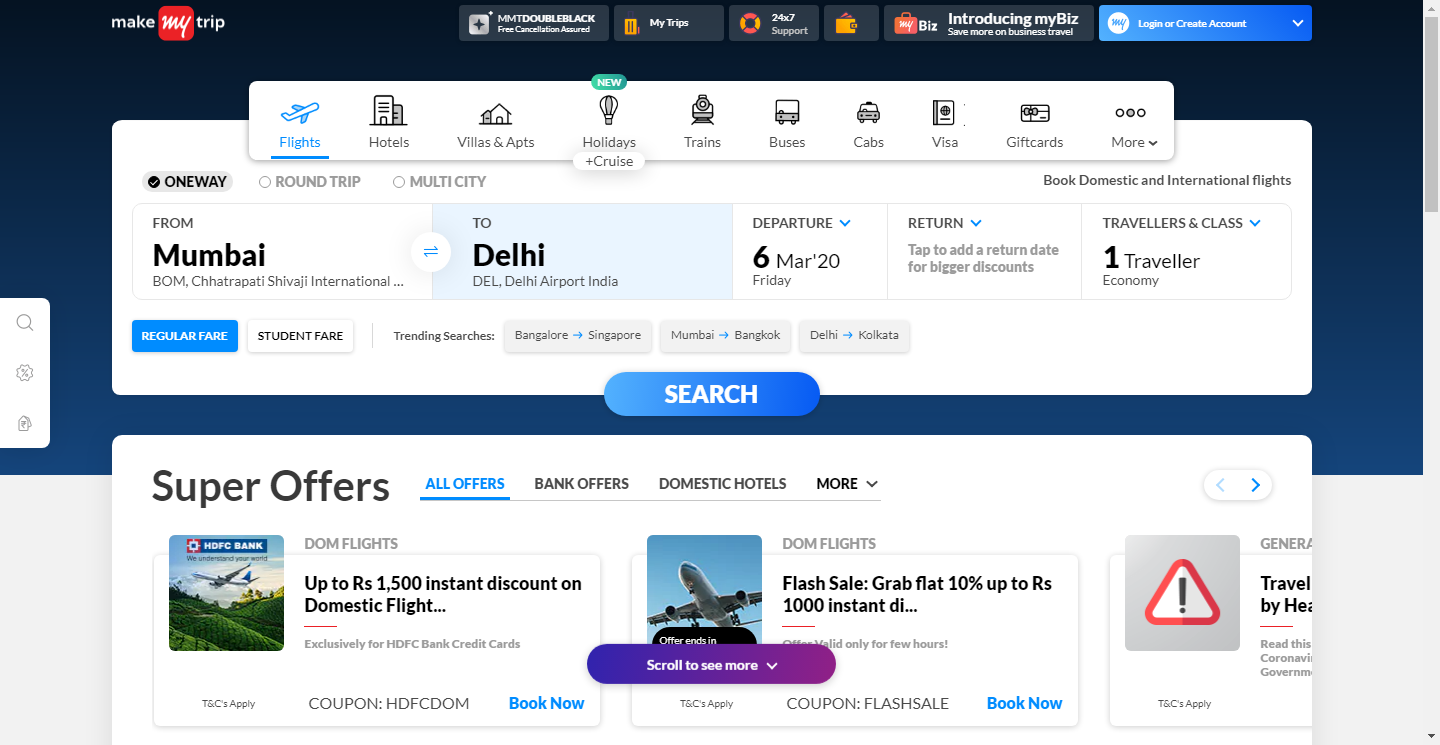 make my trip
MMTDOUBLEBLACK
Free Cancellation Assured
My Trips
24x7
Support
my Biz
Introducing myBiz
Save more on business travel
my
Login or Create Account
NEW
Flights
Hotels
Villas & Apts
Holidays
Trains
Buses
Cabs
Visa
Giftcards
More
+Cruise
ONEWAY
ROUND TRIP
MULTI CITY
Book Domestic and International flights
FROM
Mumbai
BOM, Chhatrapati Shivaji International ...
TO
Delhi
DEL, Delhi Airport India
DEPARTURE
6 Mar'20
Friday
RETURN
Tap to add a return date
for bigger discounts
TRAVELLERS & CLASS
1 Traveller
Economy
REGULAR FARE
STUDENT FARE
Trending Searches:
Bangalore → Singapore
Mumbai → Bangkok
Delhi → Kolkata
SEARCH
Super Offers
ALL OFFERS
BANK OFFERS
DOMESTIC HOTELS
MORE
HDFC BANK
We understand your world
DOM FLIGHTS
Up to Rs 1,500 instant discount on
Domestic Flight...
Exclusively for HDFC Bank Credit Cards
T&C's Apply
COUPON: HDFCDOM
Book Now
DOM FLIGHTS
Flash Sale: Grab flat 10% up to Rs
1000 instant di...
Offer Valid only for few hours!
Offer ends in
T&C's Apply
COUPON: FLASHSALE
Book Now
GENERA
Travel
by Hea
Read this
Coronavir
Governme
T&C's Apply
Scroll to see more